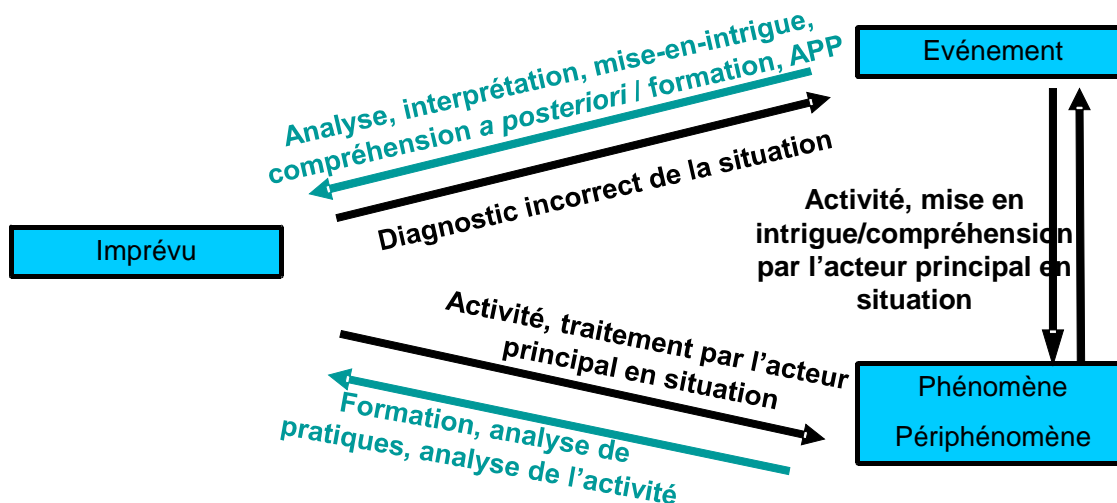 Evénement
Analyse, interprétation, mise-en-intrigue,
compréhension a posteriori / formation, APP
Diagnostic incorrect de la situation
Imprévu
Activité, mise en
intrigue/compréhension
par l’acteur principal en
situation
Activité, traitement par l’acteur
principal en situation
Formation, analyse de
pratiques, analyse de l’activité
Phénomène
Périphénomène